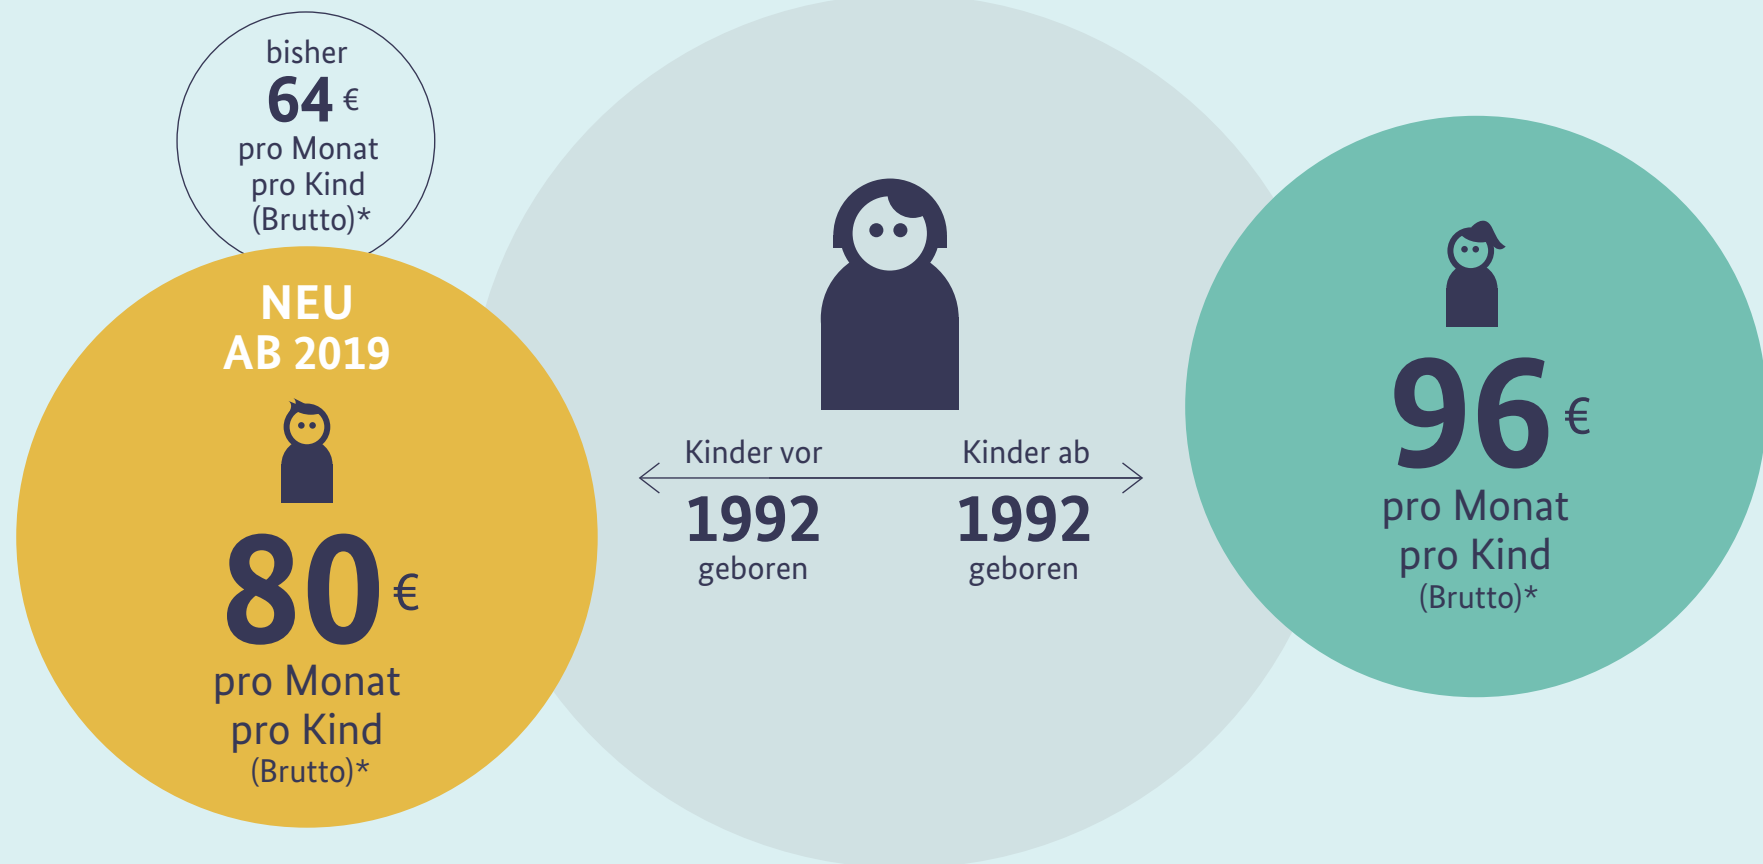 bisher
64 €
pro Monat
pro Kind
(Brutto)*
NEU
AB 2019
80 €
pro Monat
pro Kind
(Brutto)*
Kinder vor
1992
geboren
Kinder ab
1992
geboren
96 €
pro Monat
pro Kind
(Brutto)*